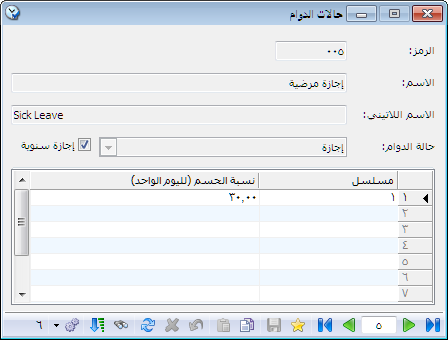 حالات الدوام
الرمز: ٠٠٥
الاسم: إجازة مرضية
الاسم اللاتيني: Sick Leave
حالة الدوام: إجازة إجازة سنوية
مسلسل نسبة الحسم (لليوم الواحد)
١ ١ ٣٠,٠٠
٢
٣
٤
٥
٦
٧
٥ ٦